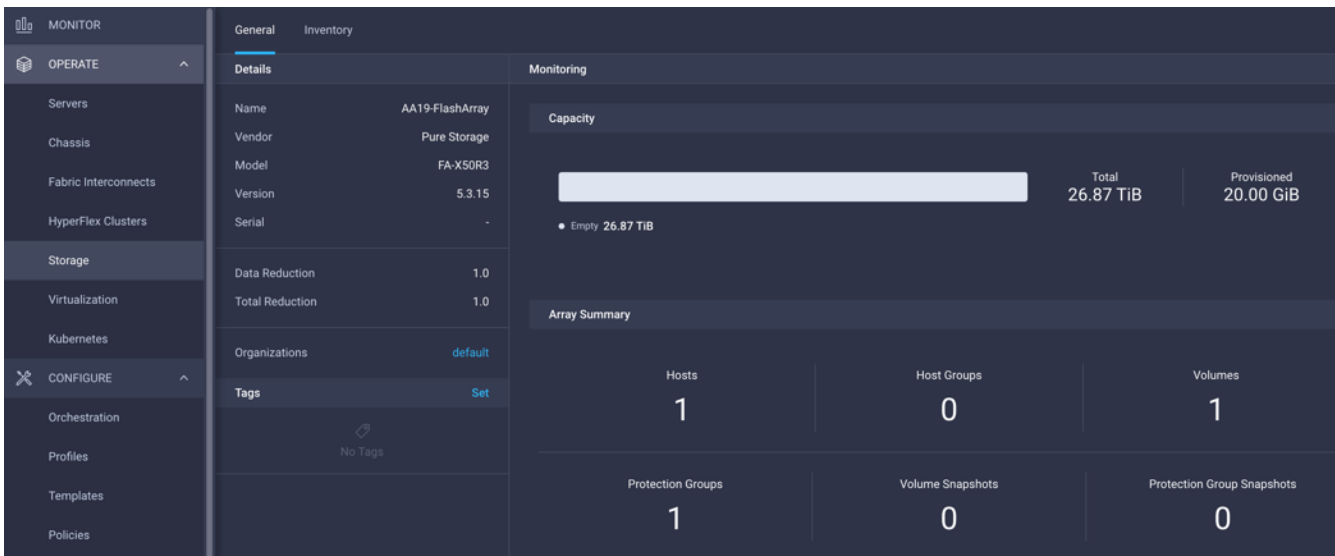 MONITOR
OPERATE
Servers
Chassis
Fabric Interconnects
HyperFlex Clusters
Storage
Virtualization
Kubernetes
CONFIGURE
Orchestration
Profiles
Templates
Policies
General Inventory
Details
Name AA19-FlashArray
Vendor Pure Storage
Model FA-X50R3
Version 5.3.15
Serial -
Data Reduction 1.0
Total Reduction 1.0
Organizations default
Tags Set
No Tags
Monitoring
Capacity
Total Provisioned
26.87 TiB 20.00 GiB
Empty 26.87 TiB
Array Summary
Hosts Host Groups Volumes
1 0 1
Protection Groups Volume Snapshots Protection Group Snapshots
1 0 0